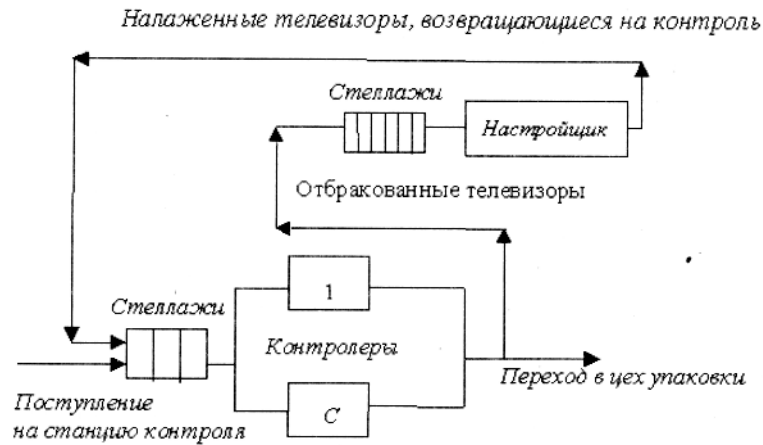 Налаженные телевизоры, возвращающиеся на контроль
Стеллажи
Настройщик
Отбракованные телевизоры
1
Стеллажи
Контролеры
Переход в цех упаковки
С
Поступление
на станцию контроля